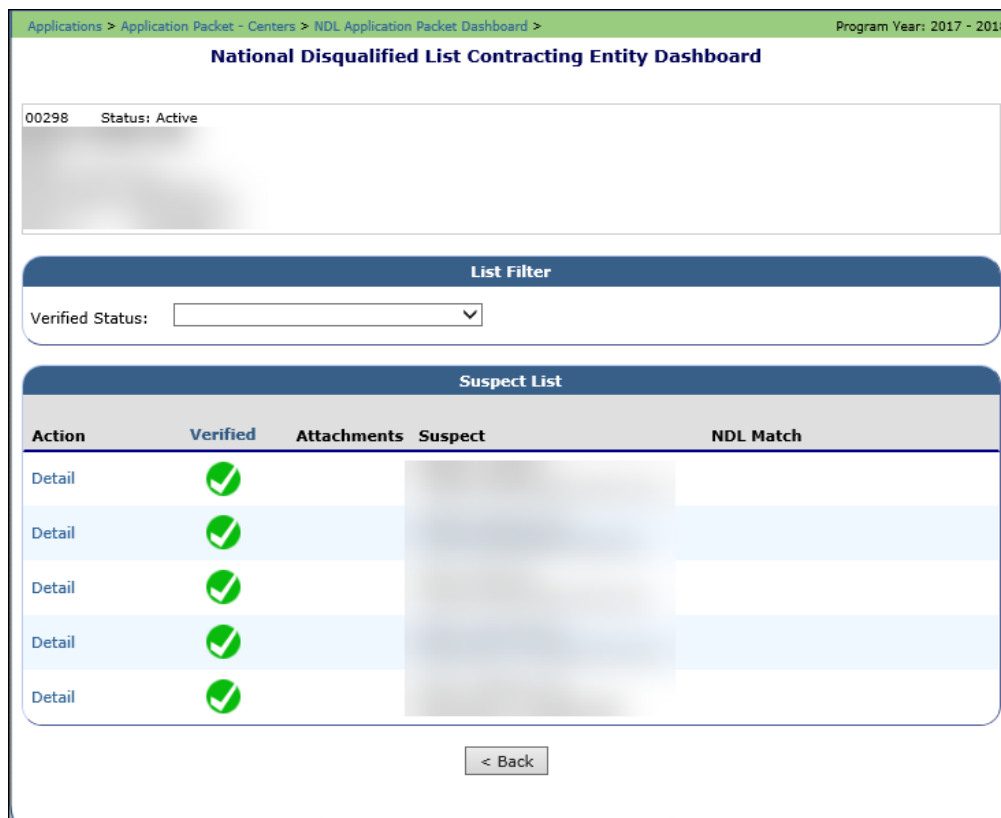 Applications > Application Packet - Centers > NDL Application Packet Dashboard > Program Year: 2017 - 2018
National Disqualified List Contracting Entity Dashboard
00298 Status: Active
List Filter
Verified Status:
Suspect List
Action Verified Attachments Suspect NDL Match
Detail
Detail
Detail
Detail
Detail
< Back